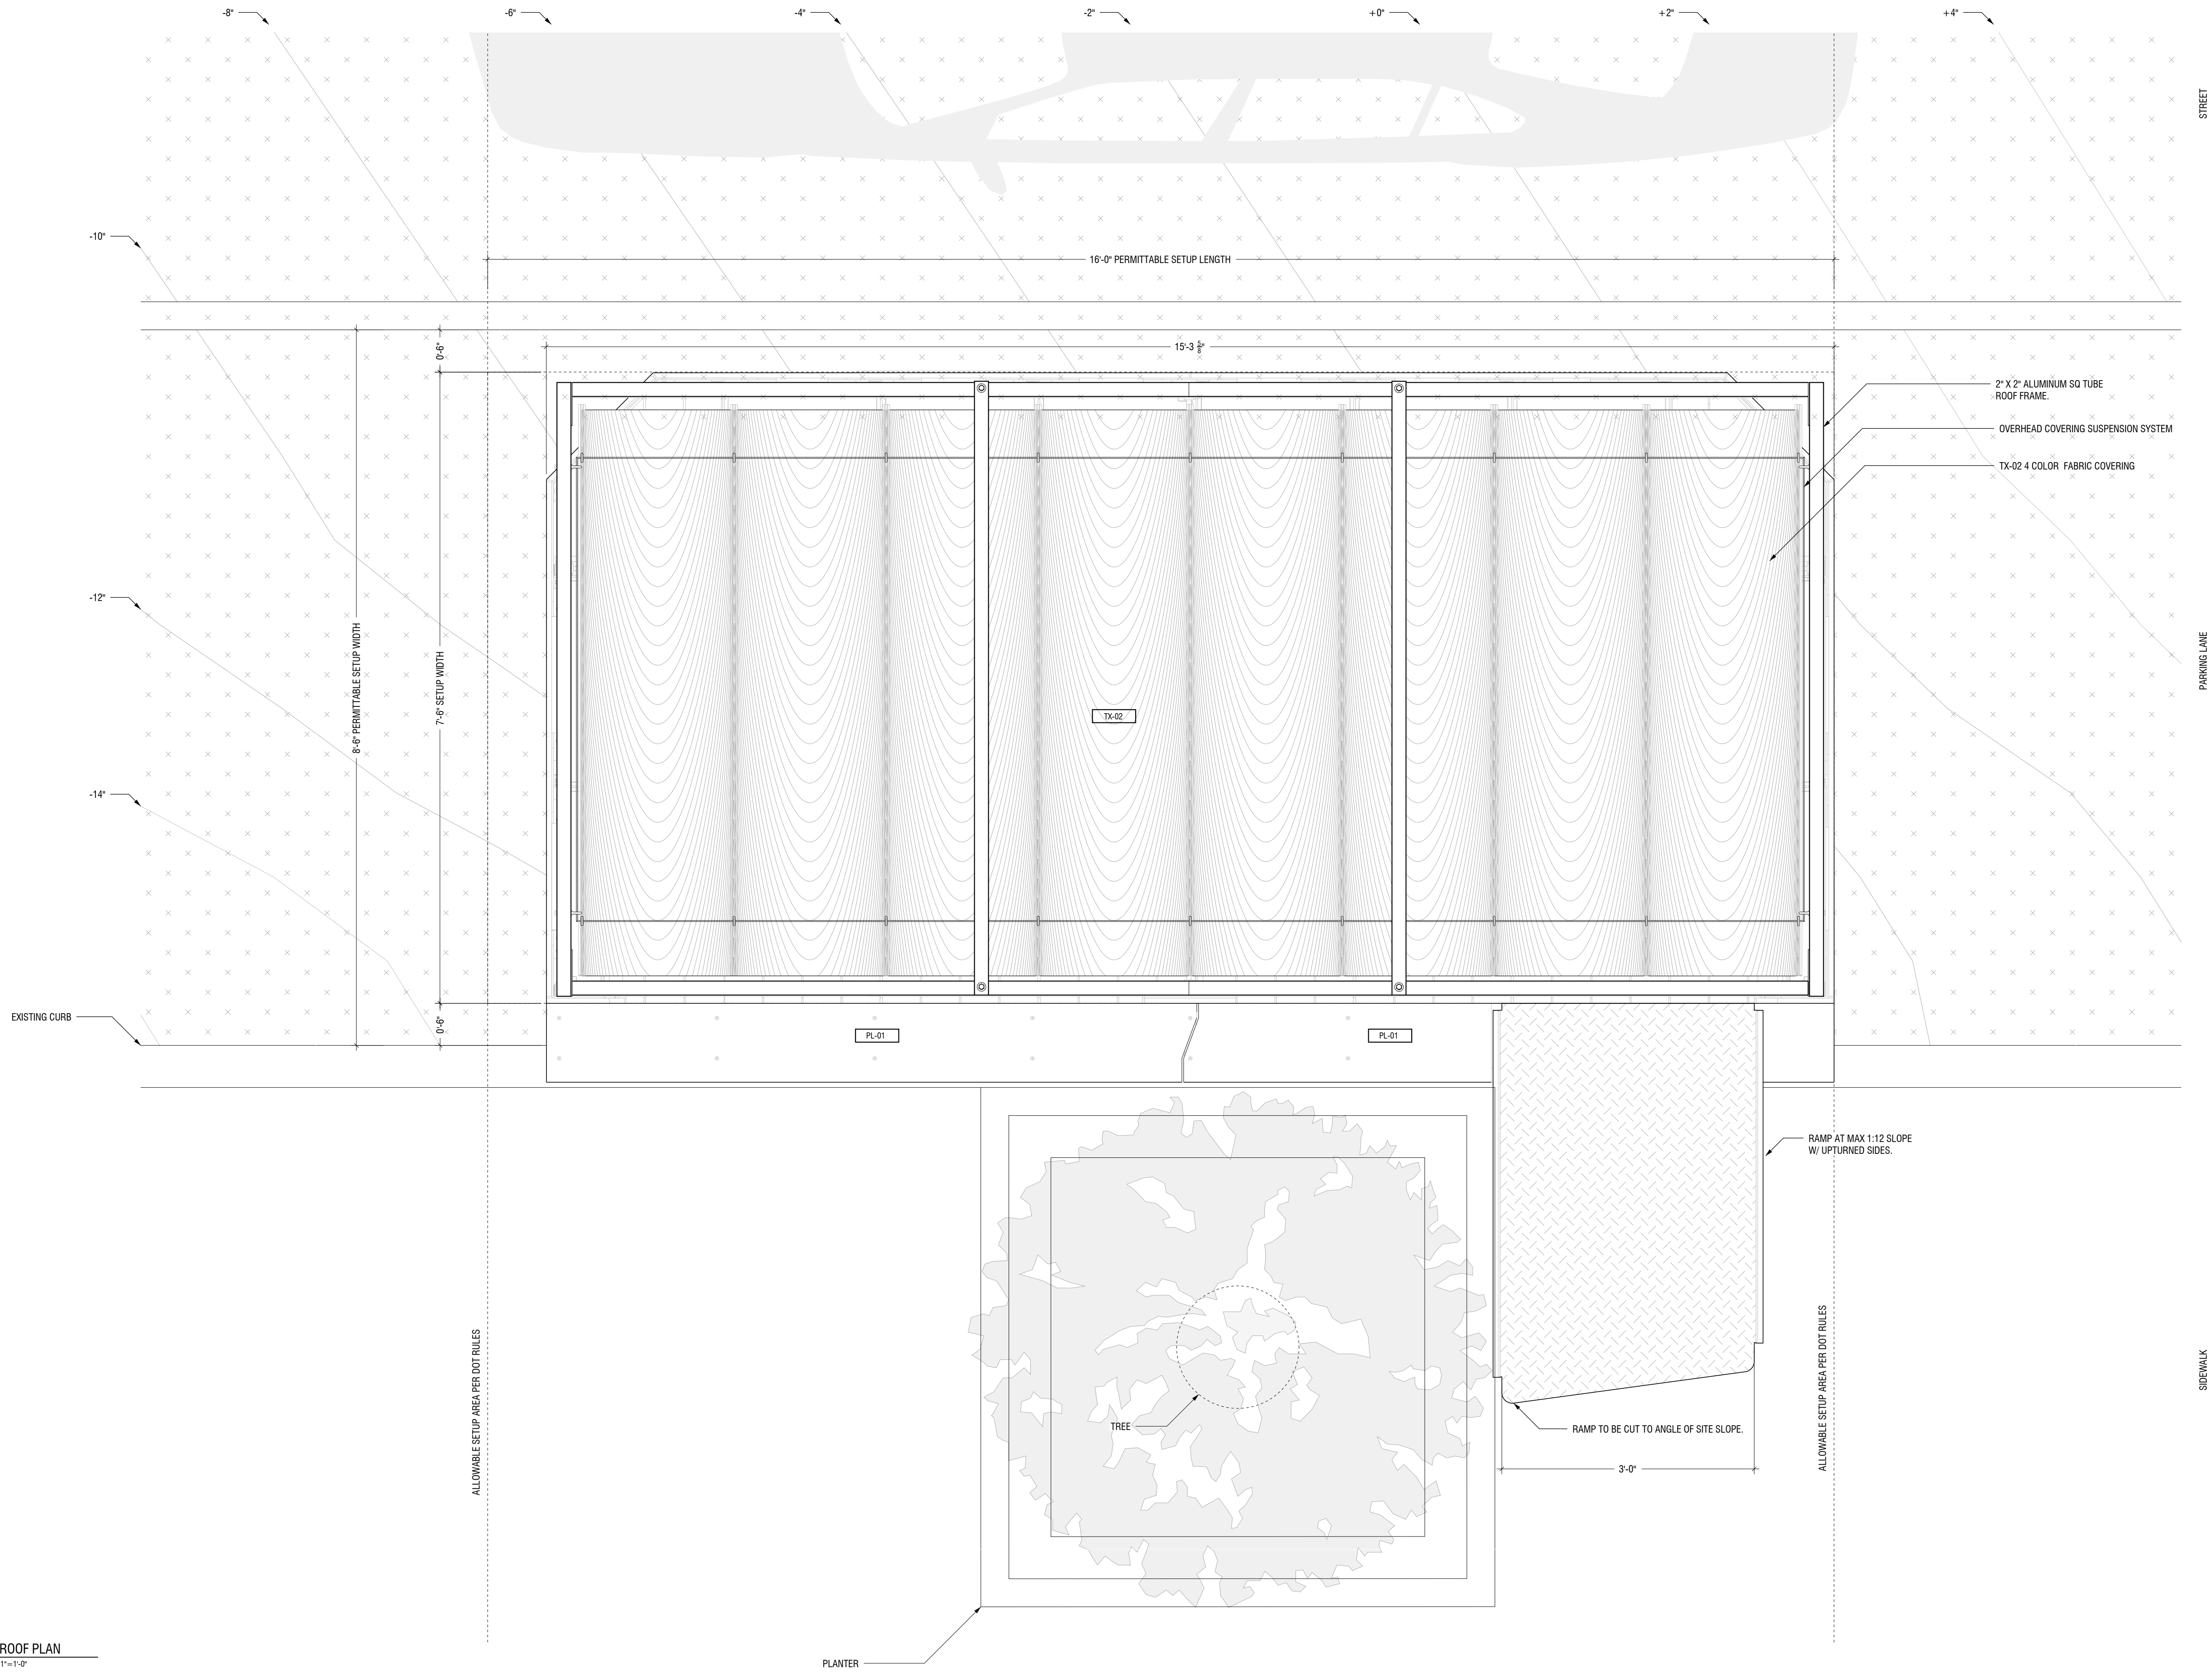 -8"
-6"
-4"
-2"
+0"
+2"
+4"
STREET
-10"
16'-0" PERMITTABLE SETUP LENGTH
0'-6"
15'-3 5/8"
2" X 2" ALUMINUM SQ TUBE
ROOF FRAME.
OVERHEAD COVERING SUSPENSION SYSTEM
TX-02 4 COLOR FABRIC COVERING
-12"
8'-6" PERMITTABLE SETUP WIDTH
7'-6" SETUP WIDTH
PARKING LANE
TX-02
-14"
EXISTING CURB
0'-6"
PL-01
PL-01
RAMP AT MAX 1:12 SLOPE
W/ UPTURNED SIDES.
ALLOWABLE SETUP AREA PER DOT RULES
ALLOWABLE SETUP AREA PER DOT RULES
SIDEWALK
TREE
RAMP TO BE CUT TO ANGLE OF SITE SLOPE.
3'-0"
ROOF PLAN
1"=1'-0"
PLANTER